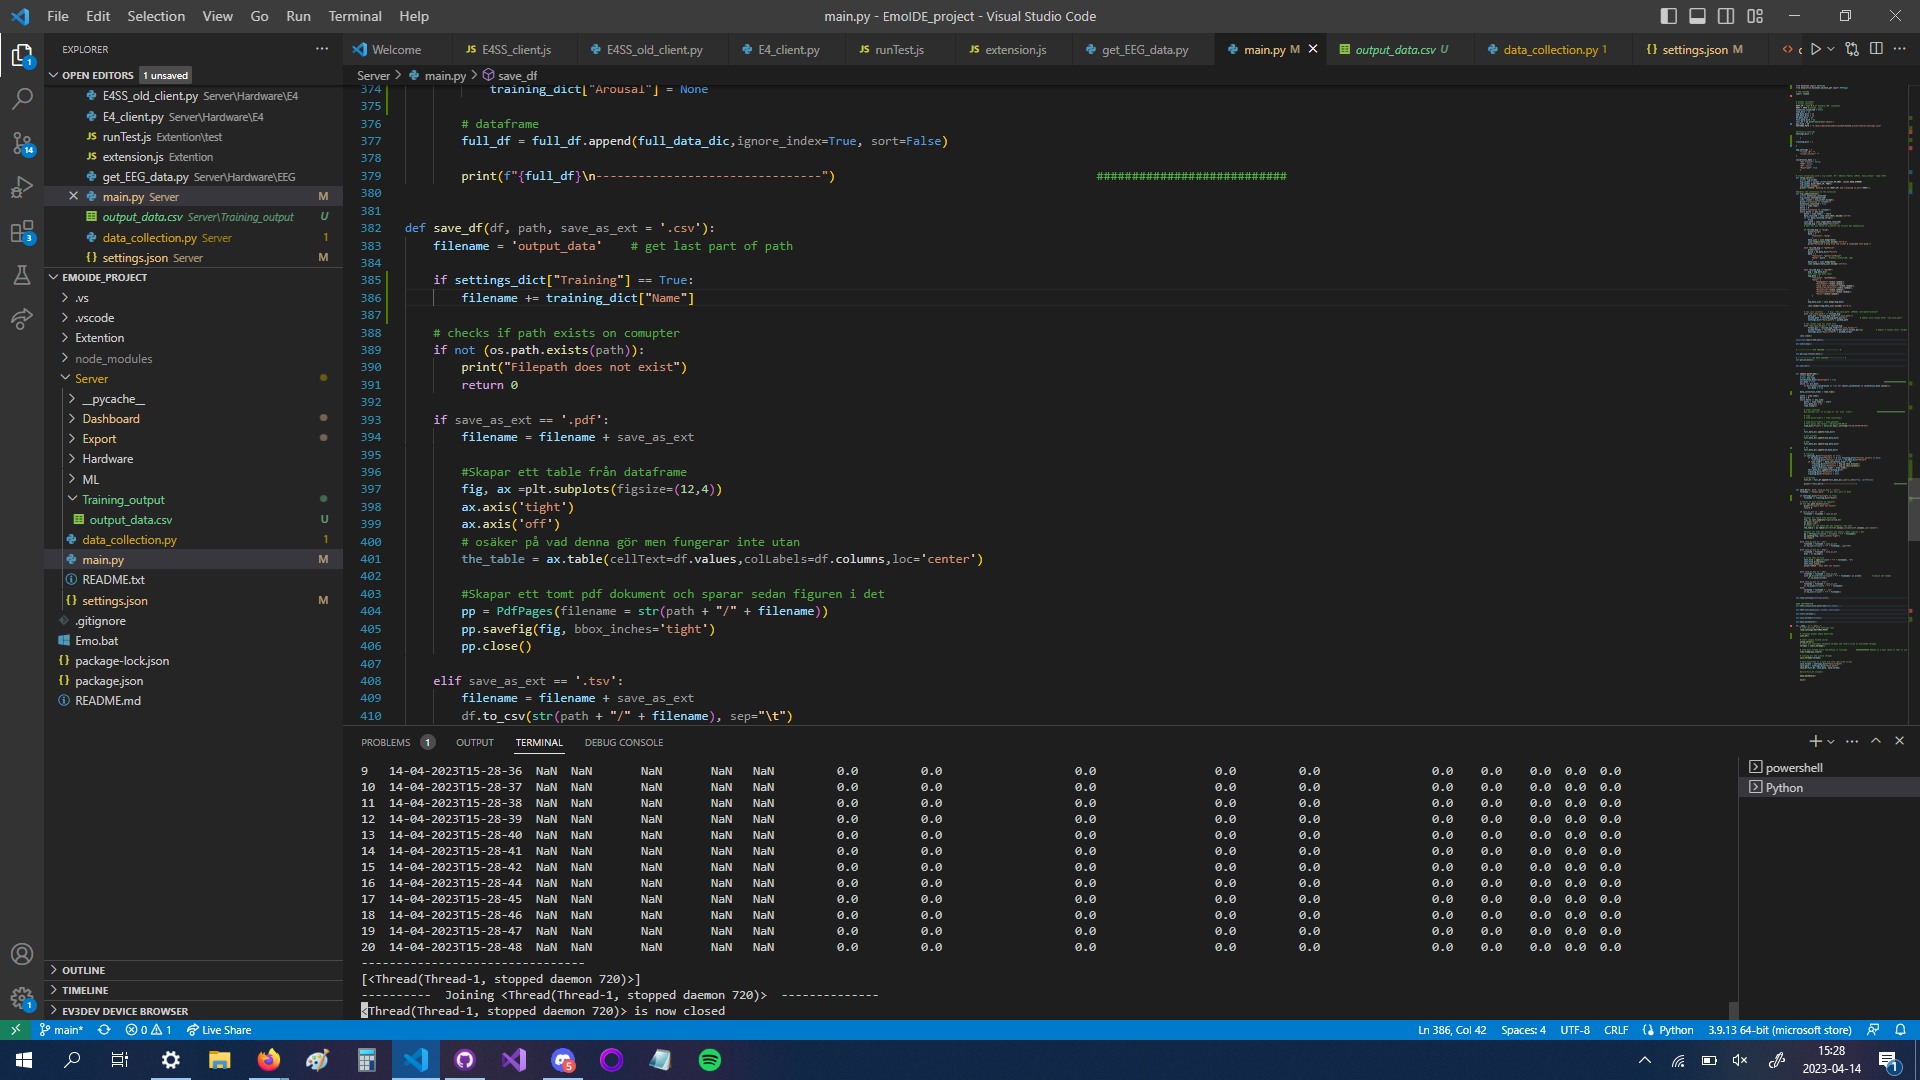 File Edit Selection View Go Run Terminal Help
main.py - EmoIDE_project - Visual Studio Code
EXPLORER
OPEN EDITORS 1 unsaved
E4SS_old_client.py Server\Hardware\E4
E4_client.py Server\Hardware\E4
runTest.js Extention\test
extension.js Extention
get_EEG_data.py Server\Hardware\EEG
main.py Server M
output_data.csv Server\Training_output U
data_collection.py Server 1
settings.json Server M
EMOIDE_PROJECT
.vs
.vscode
Extention
node_modules
Server
__pycache__
Dashboard
Export
Hardware
ML
Training_output
output_data.csv U
data_collection.py 1
main.py M
README.txt
settings.json M
.gitignore
Emo.bat
package-lock.json
package.json
README.md
OUTLINE
TIMELINE
EV3DEV DEVICE BROWSER
Welcome E4SS_client.js E4SS_old_client.py E4_client.py runTest.js extension.js get_EEG_data.py main.py M output_data.csv U data_collection.py 1 settings.json M
Server > main.py > save_df
374 training_dict["Arousal"] = None
375
376 # dataframe
377 full_df = full_df.append(full_data_dic,ignore_index=True, sort=False)
378
379 print(f"{full_df}\n--------------------------------") ###########################
380
381
382 def save_df(df, path, save_as_ext = '.csv'):
383 filename = 'output_data' # get last part of path
384
385 if settings_dict["Training"] == True:
386 filename += training_dict["Name"]
387
388 # checks if path exists on comupter
389 if not (os.path.exists(path)):
390 print("Filepath does not exist")
391 return 0
392
393 if save_as_ext == '.pdf':
394 filename = filename + save_as_ext
395
396 #Skapar ett table från dataframe
397 fig, ax =plt.subplots(figsize=(12,4))
398 ax.axis('tight')
399 ax.axis('off')
400 # osäker på vad denna gör men fungerar inte utan
401 the_table = ax.table(cellText=df.values,colLabels=df.columns,loc='center')
402
403 #Skapar ett tomt pdf dokument och sparar sedan figuren i det
404 pp = PdfPages(filename = str(path + "/" + filename))
405 pp.savefig(fig, bbox_inches='tight')
406 pp.close()
407
408 elif save_as_ext == '.tsv':
409 filename = filename + save_as_ext
410 df.to_csv(str(path + "/" + filename), sep="\t")
PROBLEMS 1 OUTPUT TERMINAL DEBUG CONSOLE
9 14-04-2023T15-28-36 NaN NaN NaN NaN NaN 0.0 0.0 0.0 0.0 0.0 0.0 0.0 0.0 0.0 0.0
10 14-04-2023T15-28-37 NaN NaN NaN NaN NaN 0.0 0.0 0.0 0.0 0.0 0.0 0.0 0.0 0.0 0.0
11 14-04-2023T15-28-38 NaN NaN NaN NaN NaN 0.0 0.0 0.0 0.0 0.0 0.0 0.0 0.0 0.0 0.0
12 14-04-2023T15-28-39 NaN NaN NaN NaN NaN 0.0 0.0 0.0 0.0 0.0 0.0 0.0 0.0 0.0 0.0
13 14-04-2023T15-28-40 NaN NaN NaN NaN NaN 0.0 0.0 0.0 0.0 0.0 0.0 0.0 0.0 0.0 0.0
14 14-04-2023T15-28-41 NaN NaN NaN NaN NaN 0.0 0.0 0.0 0.0 0.0 0.0 0.0 0.0 0.0 0.0
15 14-04-2023T15-28-42 NaN NaN NaN NaN NaN 0.0 0.0 0.0 0.0 0.0 0.0 0.0 0.0 0.0 0.0
16 14-04-2023T15-28-44 NaN NaN NaN NaN NaN 0.0 0.0 0.0 0.0 0.0 0.0 0.0 0.0 0.0 0.0
17 14-04-2023T15-28-45 NaN NaN NaN NaN NaN 0.0 0.0 0.0 0.0 0.0 0.0 0.0 0.0 0.0 0.0
18 14-04-2023T15-28-46 NaN NaN NaN NaN NaN 0.0 0.0 0.0 0.0 0.0 0.0 0.0 0.0 0.0 0.0
19 14-04-2023T15-28-47 NaN NaN NaN NaN NaN 0.0 0.0 0.0 0.0 0.0 0.0 0.0 0.0 0.0 0.0
20 14-04-2023T15-28-48 NaN NaN NaN NaN NaN 0.0 0.0 0.0 0.0 0.0 0.0 0.0 0.0 0.0 0.0
--------------------------------
[<Thread(Thread-1, stopped daemon 720)>]
---------- Joining <Thread(Thread-1, stopped daemon 720)> --------------
<Thread(Thread-1, stopped daemon 720)> is now closed
powershell
Python
main* 0 1 Live Share Ln 386, Col 42 Spaces: 4 UTF-8 CRLF Python 3.9.13 64-bit (microsoft store)
15:28
2023-04-14